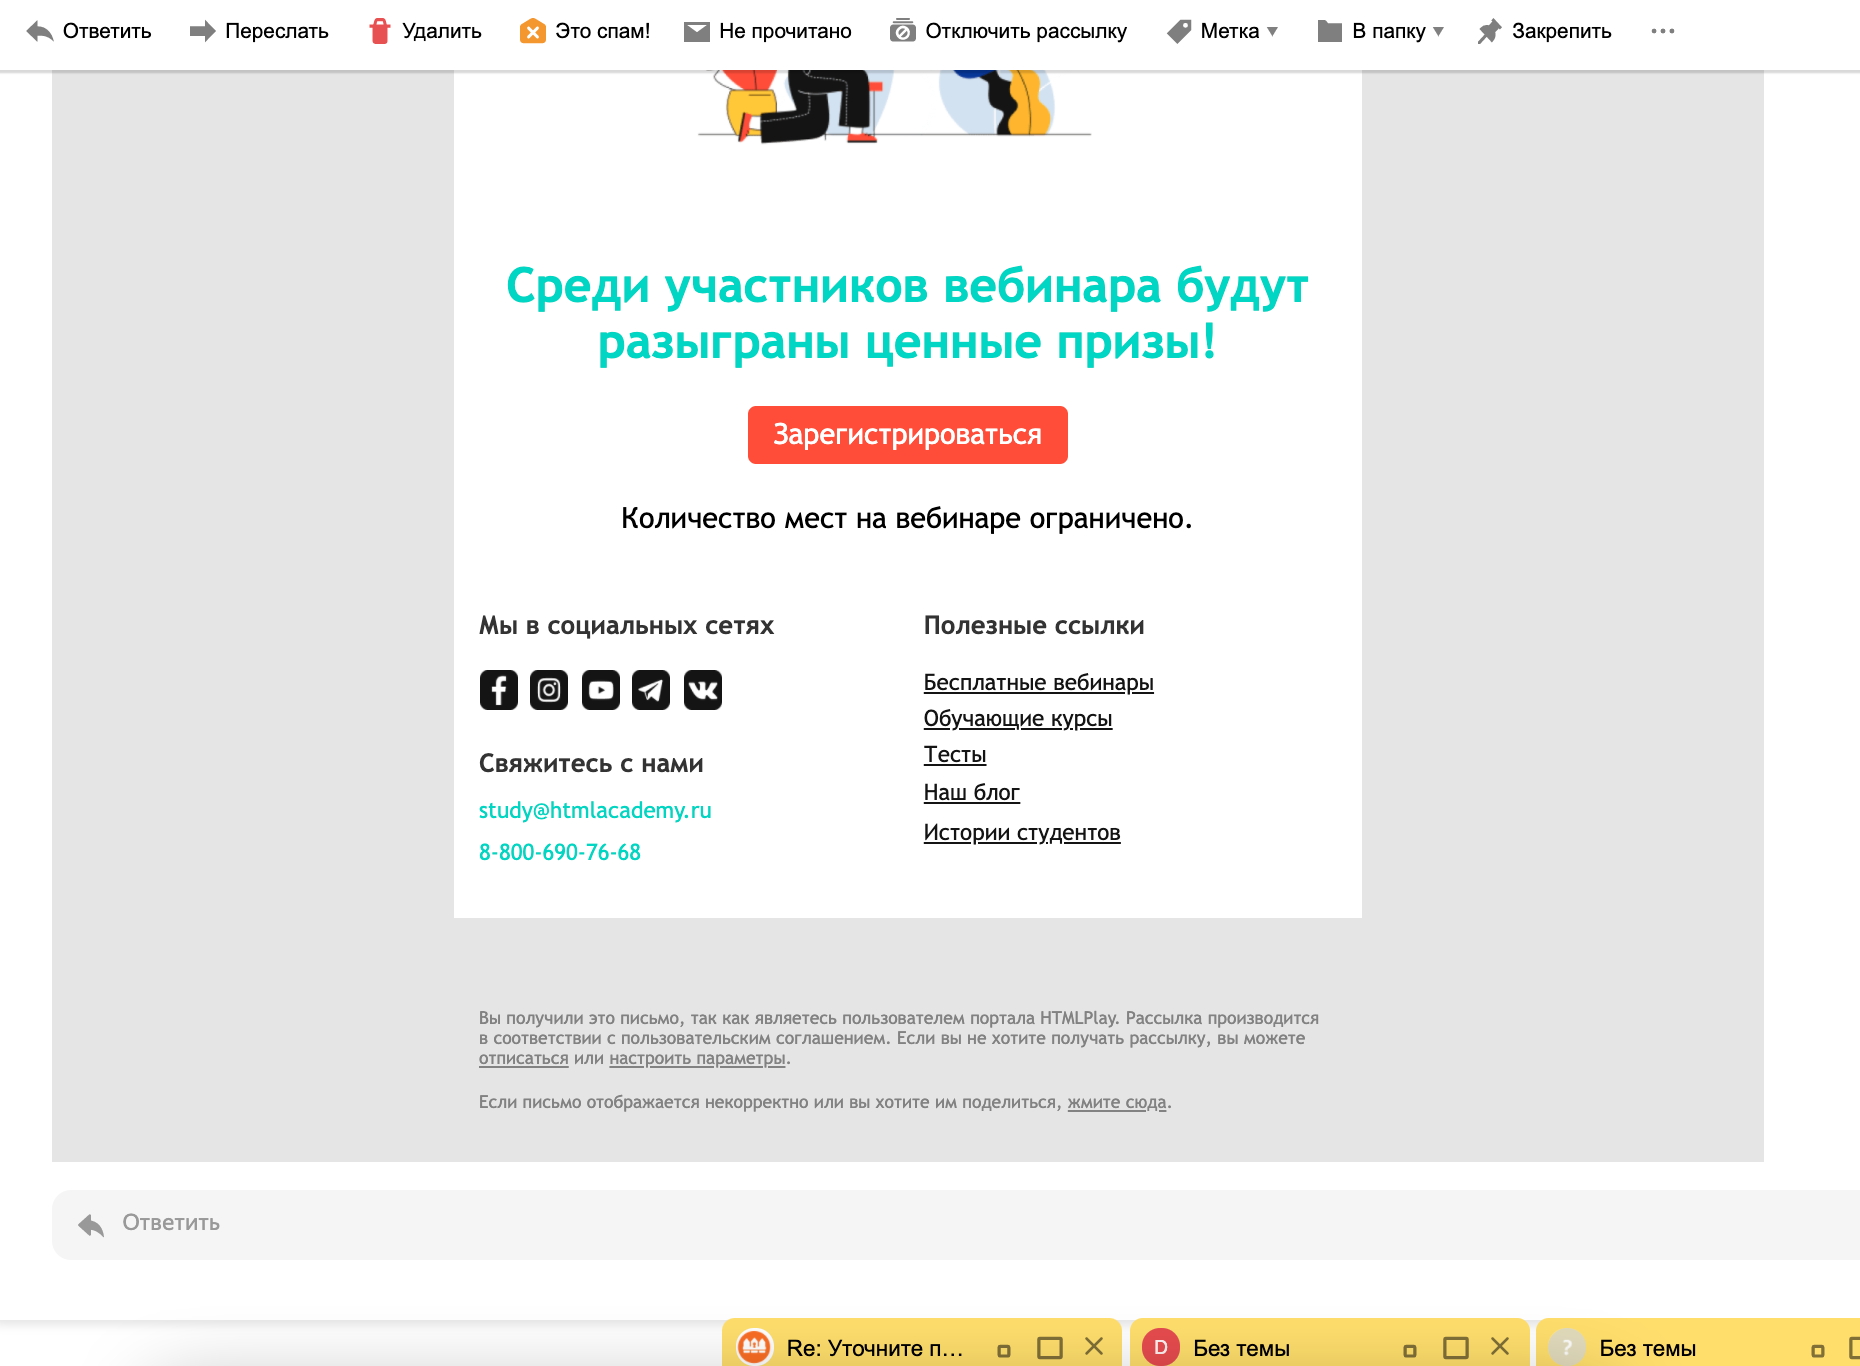 Ответить
Переслать
Удалить
Это спам!
Не прочитано
Отключить рассылку
Метка
В папку
Закрепить
Среди участников вебинара будут
разыграны ценные призы!
Зарегистрироваться
Количество мест на вебинаре ограничено.
Мы в социальных сетях
Свяжитесь с нами
study@htmlacademy.ru
8-800-690-76-68
Полезные ссылки
Бесплатные вебинары
Обучающие курсы
Тесты
Наш блог
Истории студентов
Вы получили это письмо, так как являетесь пользователем портала HTMLPlay. Рассылка производится
в соответствии с пользовательским соглашением. Если вы не хотите получать рассылку, вы можете
отписаться или настроить параметры.
Если письмо отображается некорректно или вы хотите им поделиться, жмите сюда.
Ответить
Re: Уточните п...
D
Без темы
?
Без темы